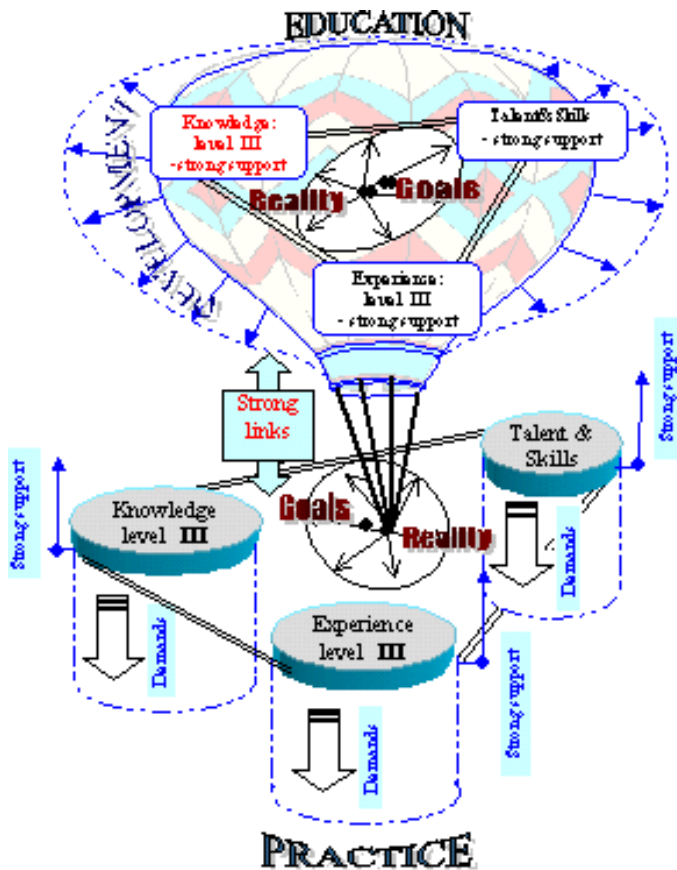 EDUCATION
DEVELOPMENT
Knowledge:
level III
- strong support
Talent&Skills
- strong support
Reality
Goals
Experience:
level III
- strong support
Strong
links
Strong support
Talent &
Skills
Strong support
Knowledge
level III
Goals
Reality
Demands
Experience
level III
Demands
Strong support
Demands
PRACTICE